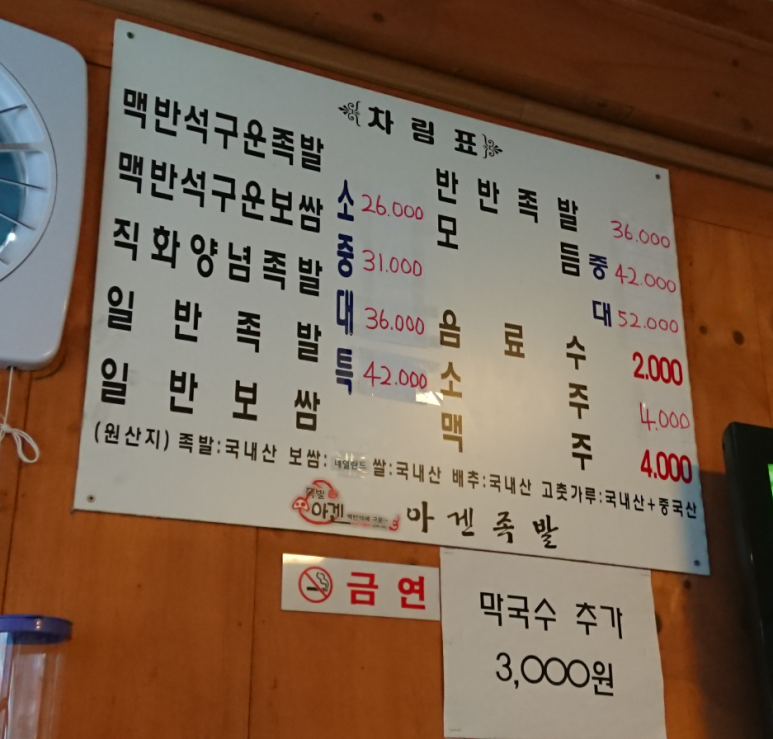 차림표
맥반석구운족발
맥반석구운보쌈
직화양념족발
일반족발
일반보쌈
소 26.000
중 31.000
대 36.000
특 42.000
반반족발 36.000
모듬 중 42.000
대 52.000
음료수 2.000
소주 4.000
맥주 4.000
(원산지) 족발:국내산 보쌈:네덜란드 쌀:국내산 배추:국내산 고춧가루:국내산+중국산
족발
아겐
아겐족발
금연
막국수 추가
3,000원